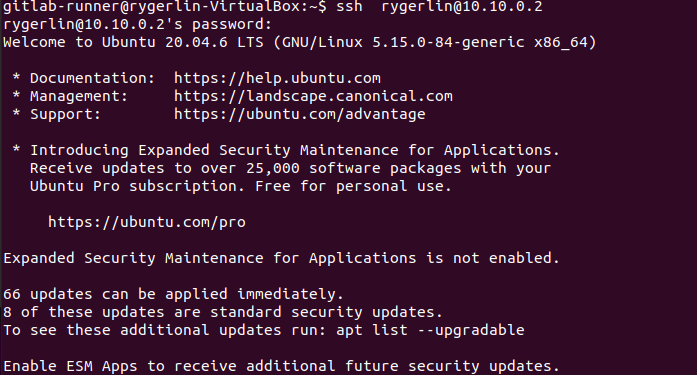 gitlab-runner@rygerlin-VirtualBox:~$ ssh  rygerlin@10.10.0.2
rygerlin@10.10.0.2's password:
Welcome to Ubuntu 20.04.6 LTS (GNU/Linux 5.15.0-84-generic x86_64)

 * Documentation:  https://help.ubuntu.com
 * Management:     https://landscape.canonical.com
 * Support:        https://ubuntu.com/advantage

 * Introducing Expanded Security Maintenance for Applications.
   Receive updates to over 25,000 software packages with your
   Ubuntu Pro subscription. Free for personal use.

     https://ubuntu.com/pro

Expanded Security Maintenance for Applications is not enabled.

66 updates can be applied immediately.
8 of these updates are standard security updates.
To see these additional updates run: apt list --upgradable

Enable ESM Apps to receive additional future security updates.